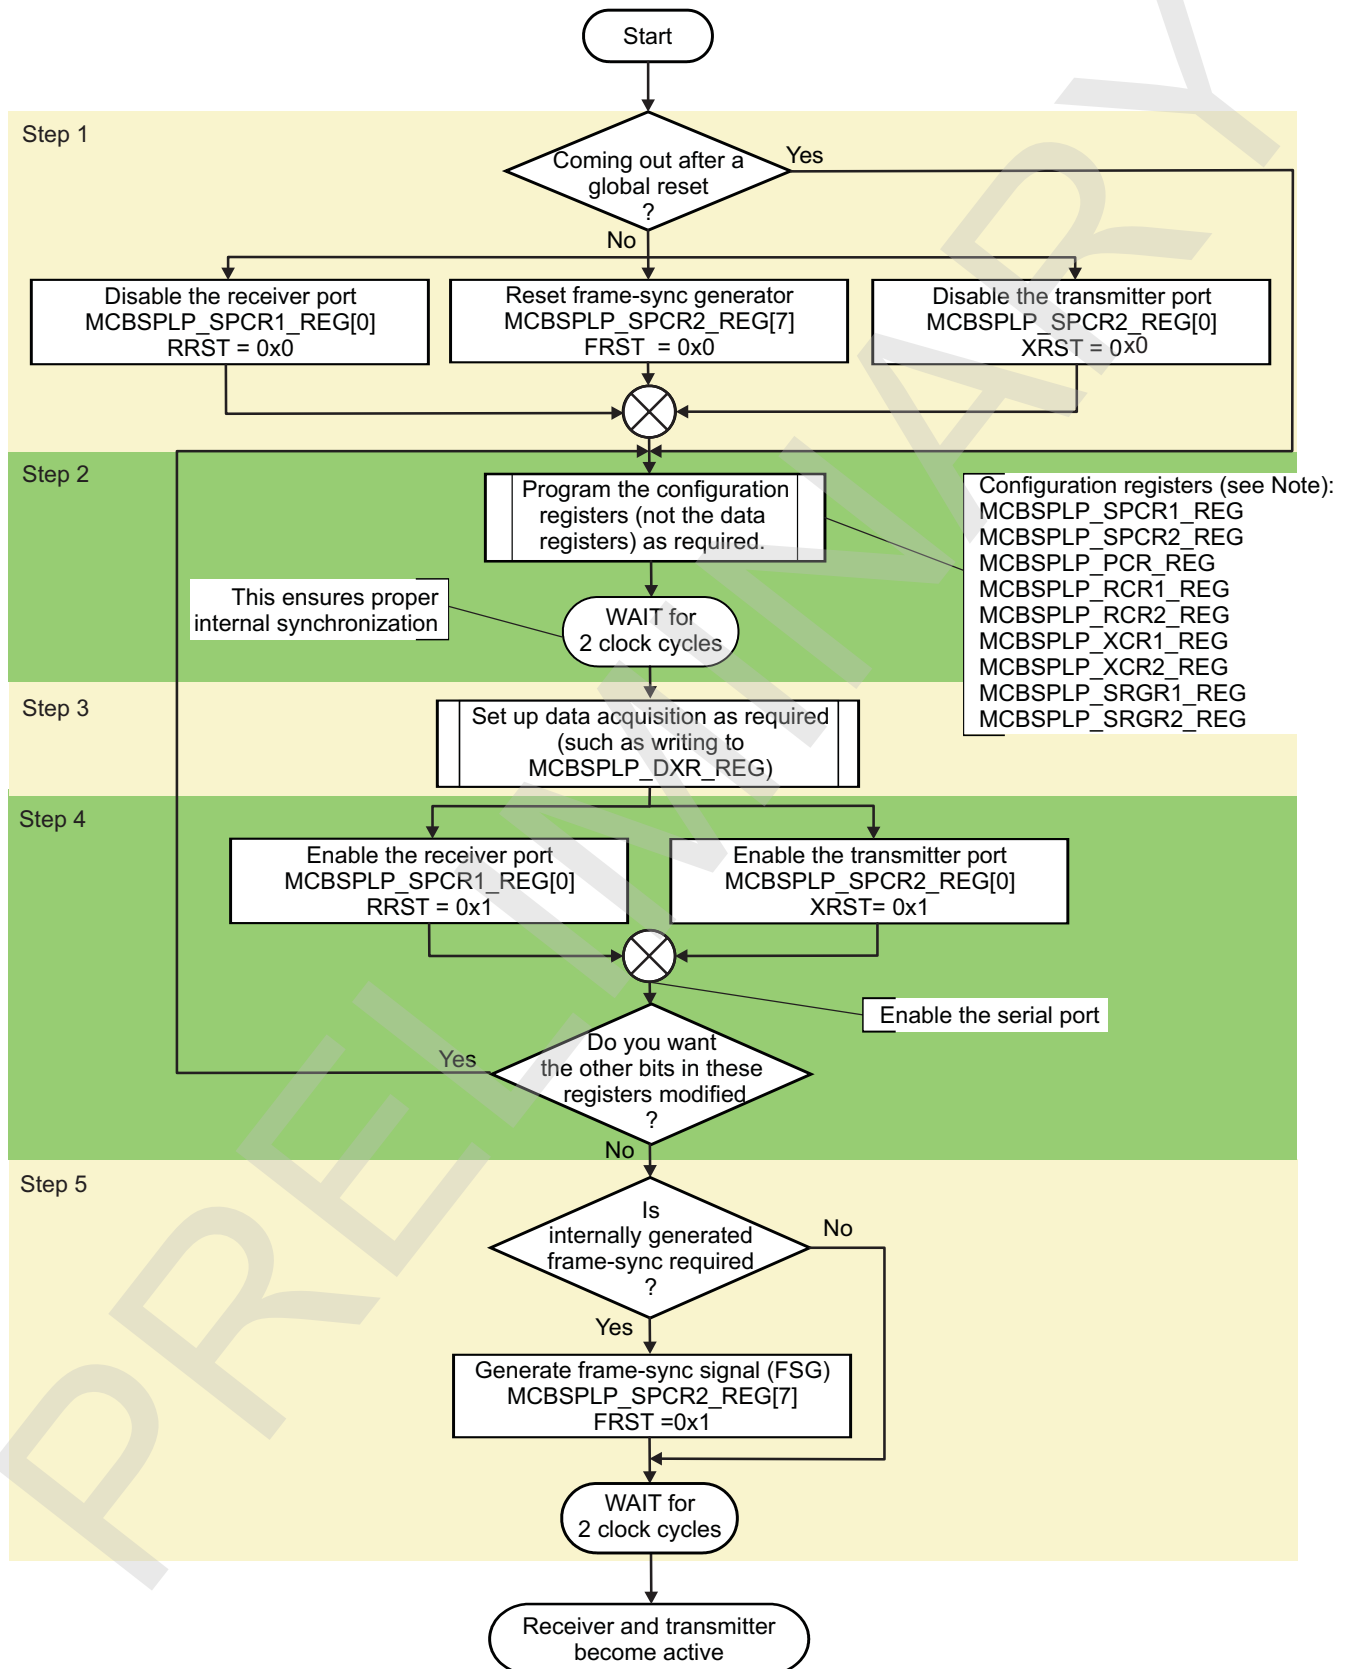 Start
Step 1
Coming out after a
global reset
?
Yes
No
Disable the receiver port
MCBSPLP_SPCR1_REG[0]
RRST = 0x0
Reset frame-sync generator
MCBSPLP_SPCR2_REG[7]
FRST = 0x0
Disable the transmitter port
MCBSPLP_SPCR2_REG[0]
XRST = 0x0
Step 2
Program the configuration
registers (not the data
registers) as required.
Configuration registers (see Note):
MCBSPLP_SPCR1_REG
MCBSPLP_SPCR2_REG
MCBSPLP_PCR_REG
MCBSPLP_RCR1_REG
MCBSPLP_RCR2_REG
MCBSPLP_XCR1_REG
MCBSPLP_XCR2_REG
MCBSPLP_SRGR1_REG
MCBSPLP_SRGR2_REG
This ensures proper
internal synchronization
WAIT for
2 clock cycles
Step 3
Set up data acquisition as required
(such as writing to
MCBSPLP_DXR_REG)
Step 4
Enable the receiver port
MCBSPLP_SPCR1_REG[0]
RRST = 0x1
Enable the transmitter port
MCBSPLP_SPCR2_REG[0]
XRST= 0x1
Enable the serial port
Do you want
the other bits in these
registers modified
?
Yes
No
Step 5
Is
internally generated
frame-sync required
?
No
Yes
Generate frame-sync signal (FSG)
MCBSPLP_SPCR2_REG[7]
FRST =0x1
WAIT for
2 clock cycles
Receiver and transmitter
become active
PRELIMINARY